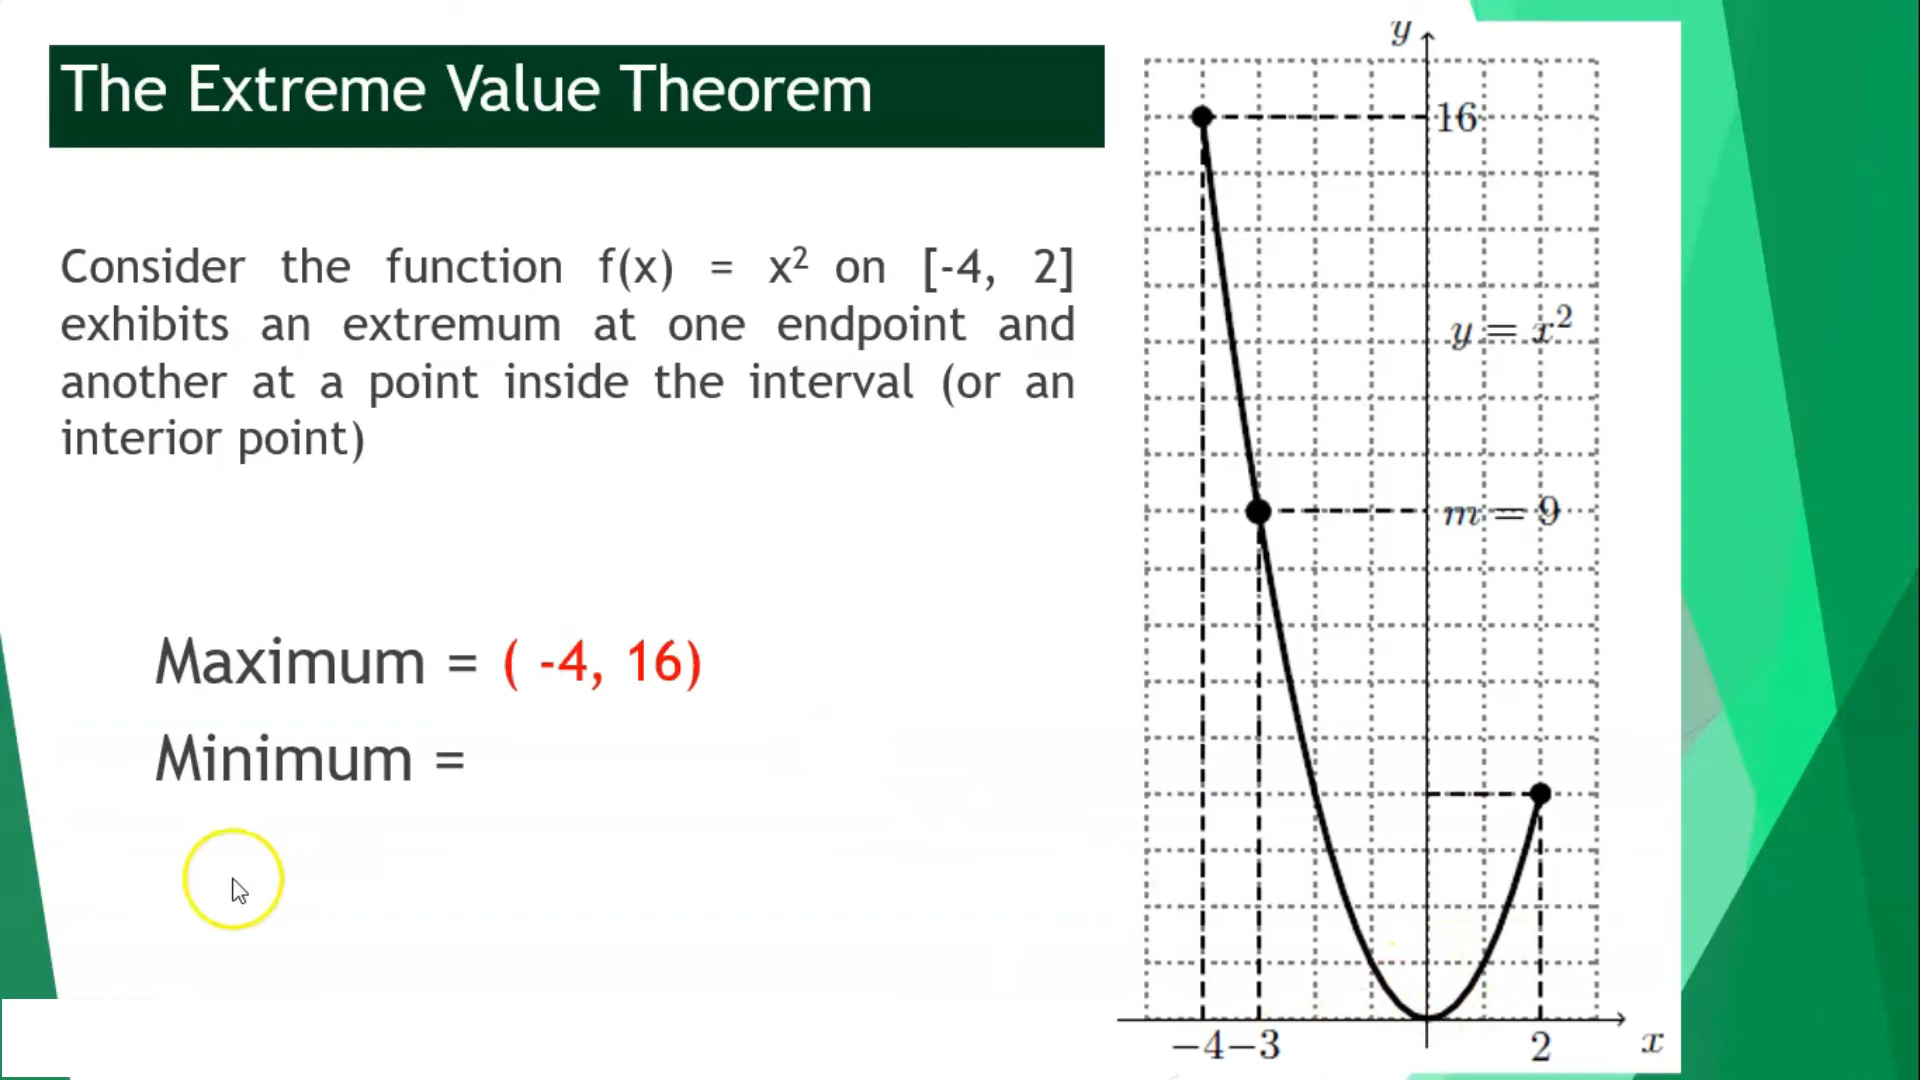 The Extreme Value Theorem
Consider the function f(x) = x² on [-4, 2]
exhibits an extremum at one endpoint and
another at a point inside the interval (or an
interior point)
Maximum = ( -4, 16)
Minimum =
y
16
y = x²
m = 9
−4 −3
2
x